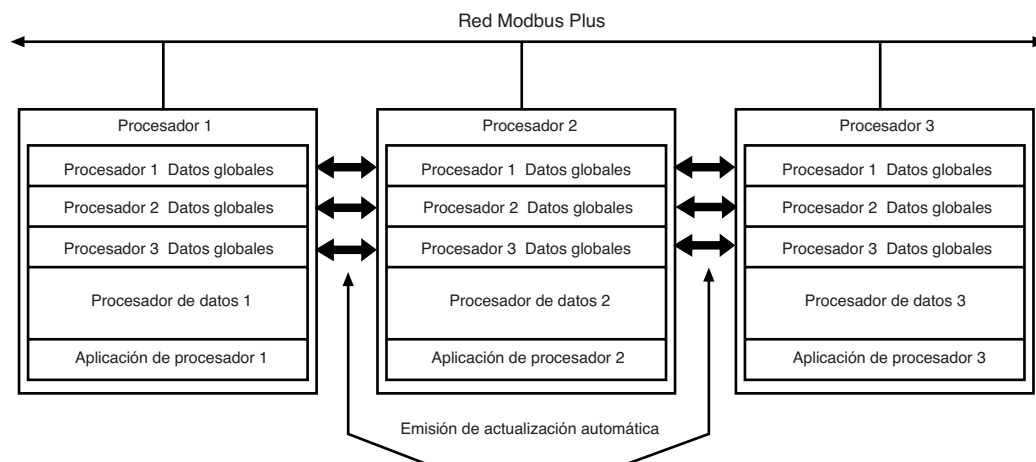 Red Modbus Plus
Procesador 1
Procesador 1 Datos globales
Procesador 2 Datos globales
Procesador 3 Datos globales
Procesador de datos 1
Aplicación de procesador 1
Procesador 2
Procesador 1 Datos globales
Procesador 2 Datos globales
Procesador 3 Datos globales
Procesador de datos 2
Aplicación de procesador 2
Procesador 3
Procesador 1 Datos globales
Procesador 2 Datos globales
Procesador 3 Datos globales
Procesador de datos 3
Aplicación de procesador 3
Emisión de actualización automática